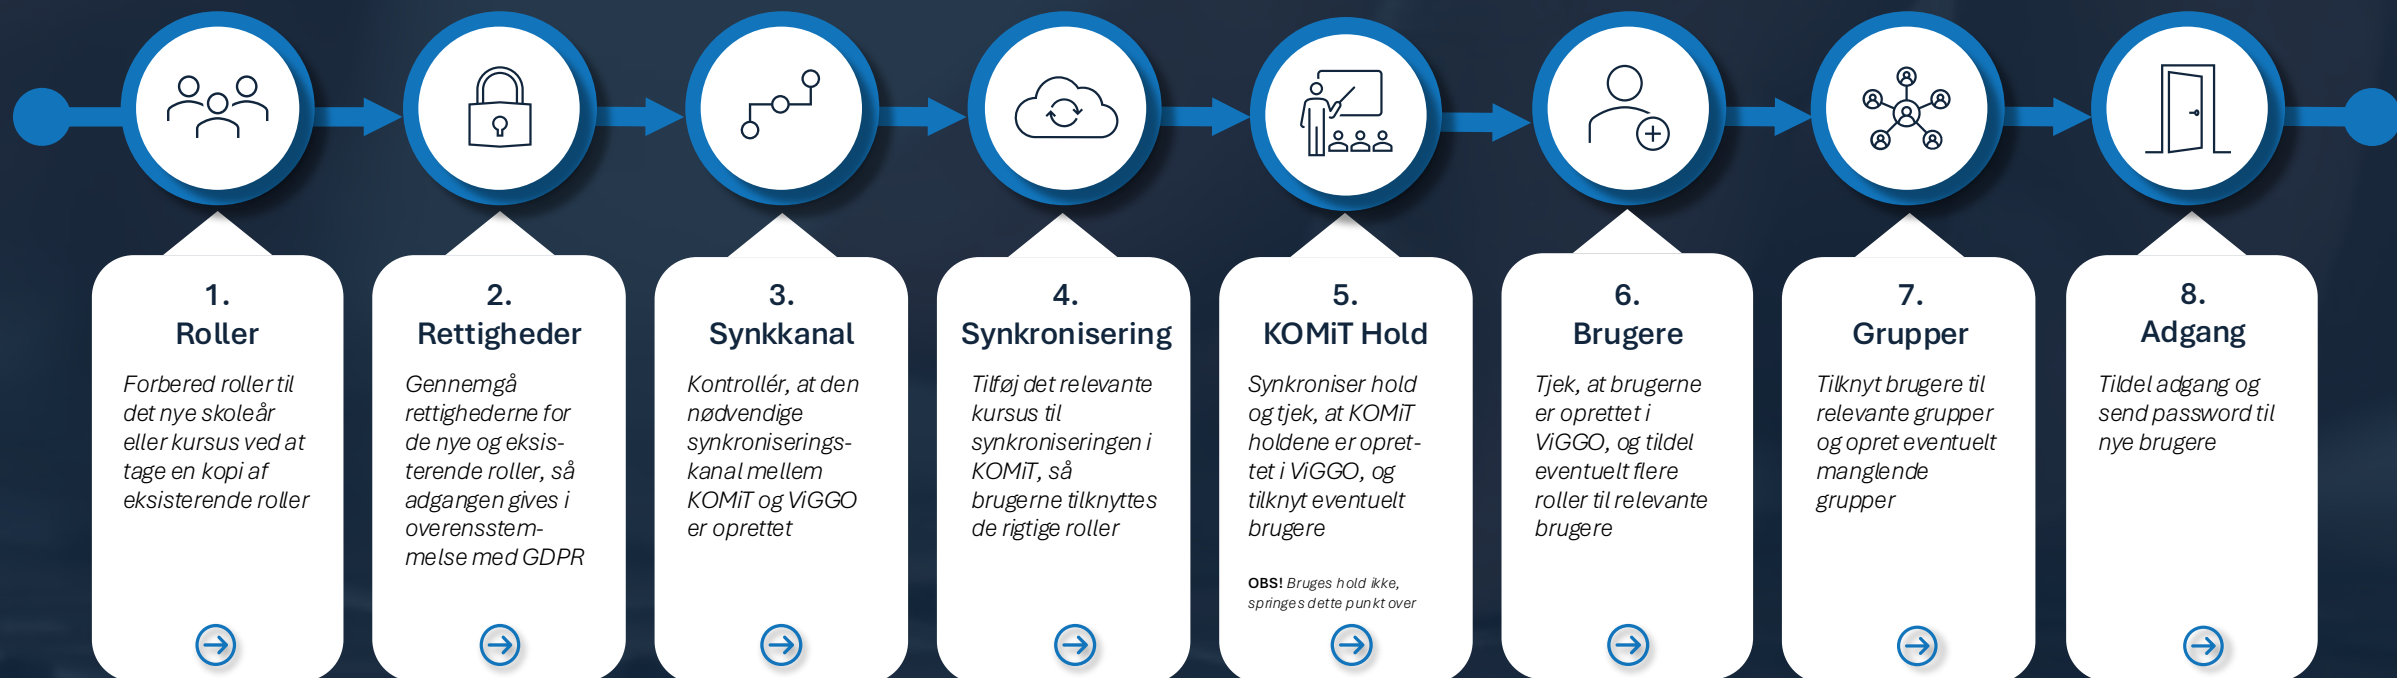 1.
Roller
Forbered roller til
det nye skoleår
eller kursus ved at
tage en kopi af
eksisterende roller
2.
Rettigheder
Gennemgå
rettighederne for
de nye og eksis-
terende roller, så
adgangen gives i
overensstem-
melse med GDPR
3.
Synkkanal
Kontrollér, at den
nødvendige
synkroniserings-
kanal mellem
KOMiT og ViGGO
er oprettet
4.
Synkronisering
Tilføj det relevante
kursus til
synkroniseringen i
KOMiT, så
brugerne tilknyttes
de rigtige roller
5.
KOMiT Hold
Synkroniser hold
og tjek, at KOMiT
holdene er opret-
tet i ViGGO, og
tilknyt eventuelt
brugere
OBS! Bruges hold ikke,
springes dette punkt over
6.
Brugere
Tjek, at brugerne
er oprettet i
ViGGO, og tildel
eventuelt flere
roller til relevante
brugere
7.
Grupper
Tilknyt brugere til
relevante grupper
og opret eventuelt
manglende
grupper
8.
Adgang
Tildel adgang og
send password til
nye brugere